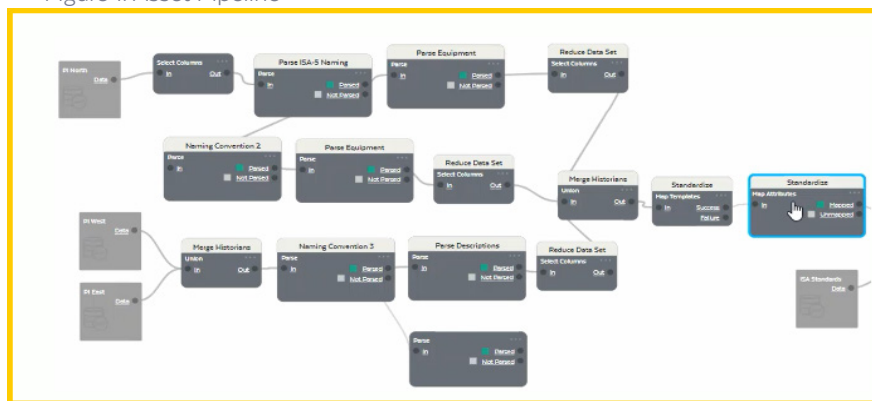 Figure 1: Asset Pipeline
PI North
Data
Select Columns
In Out
Parse ISA-5 Naming
Parse
In Parsed
Not Parsed
Parse Equipment
Parse
In Parsed
Not Parsed
Reduce Data Set
Select Columns
In Out
Naming Convention 2
Parse
In Parsed
Not Parsed
Parse Equipment
Parse
In Parsed
Not Parsed
Reduce Data Set
Select Columns
In Out
Merge Historians
Union
In Out
Standardize
Map Templates
In Success
Failure
Standardize
Map Attributes
In Mapped
Unmapped
PI West
Data
PI East
Data
Merge Historians
Union
In Out
Naming Convention 3
Parse
In Parsed
Not Parsed
Parse Descriptions
Parse
In Parsed
Not Parsed
Reduce Data Set
Select Columns
In Out
ISA Standards
Data
Parse
In Parsed
Not Parsed